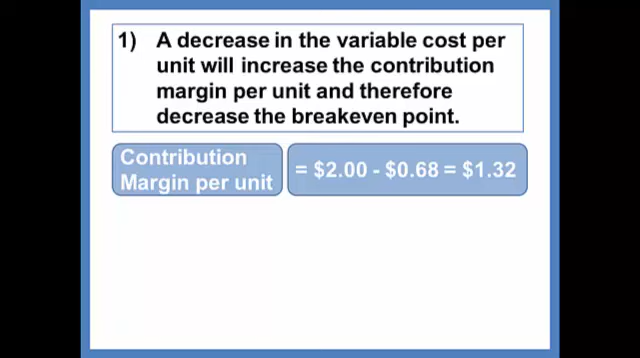 1) A decrease in the variable cost per
unit will increase the contribution
margin per unit and therefore
decrease the breakeven point.
Contribution
Margin per unit
= $2.00 - $0.68 = $1.32